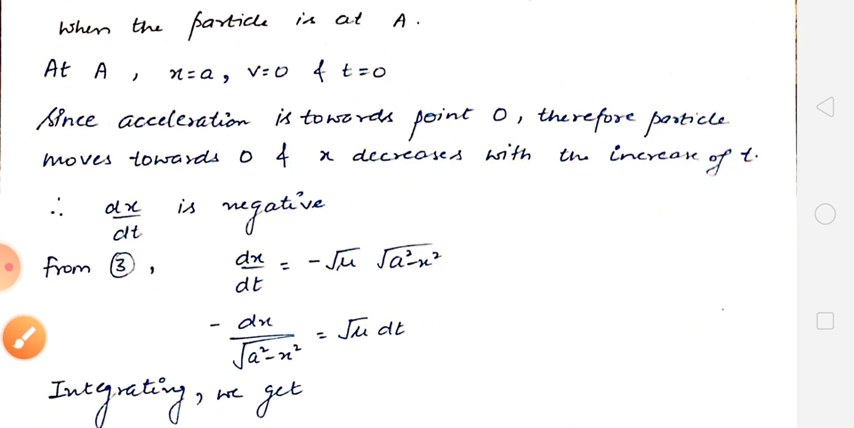 When the particle is at A.
At A, x=a, v=0 & t=0
Since acceleration is towards point O, therefore particle
moves towards O & x decreases with the increase of t.
∴ dx/dt is negative
from ③, dx/dt = -√μ √a²-x²
- dx/√a²-x² = √μ dt
Integrating, we get